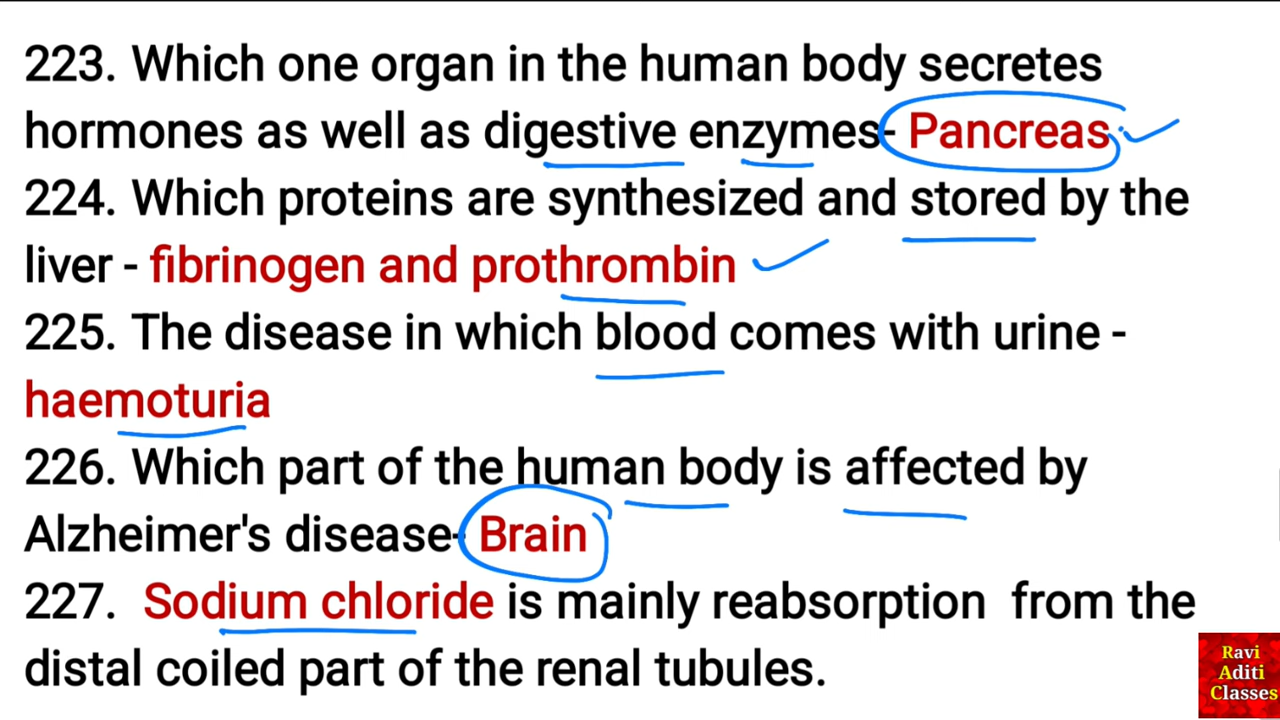 223. Which one organ in the human body secretes
hormones as well as digestive enzymes- Pancreas
224. Which proteins are synthesized and stored by the
liver - fibrinogen and prothrombin
225. The disease in which blood comes with urine -
haemoturia
226. Which part of the human body is affected by
Alzheimer's disease- Brain
227. Sodium chloride is mainly reabsorption from the
distal coiled part of the renal tubules.
Ravi
Aditi
Classes